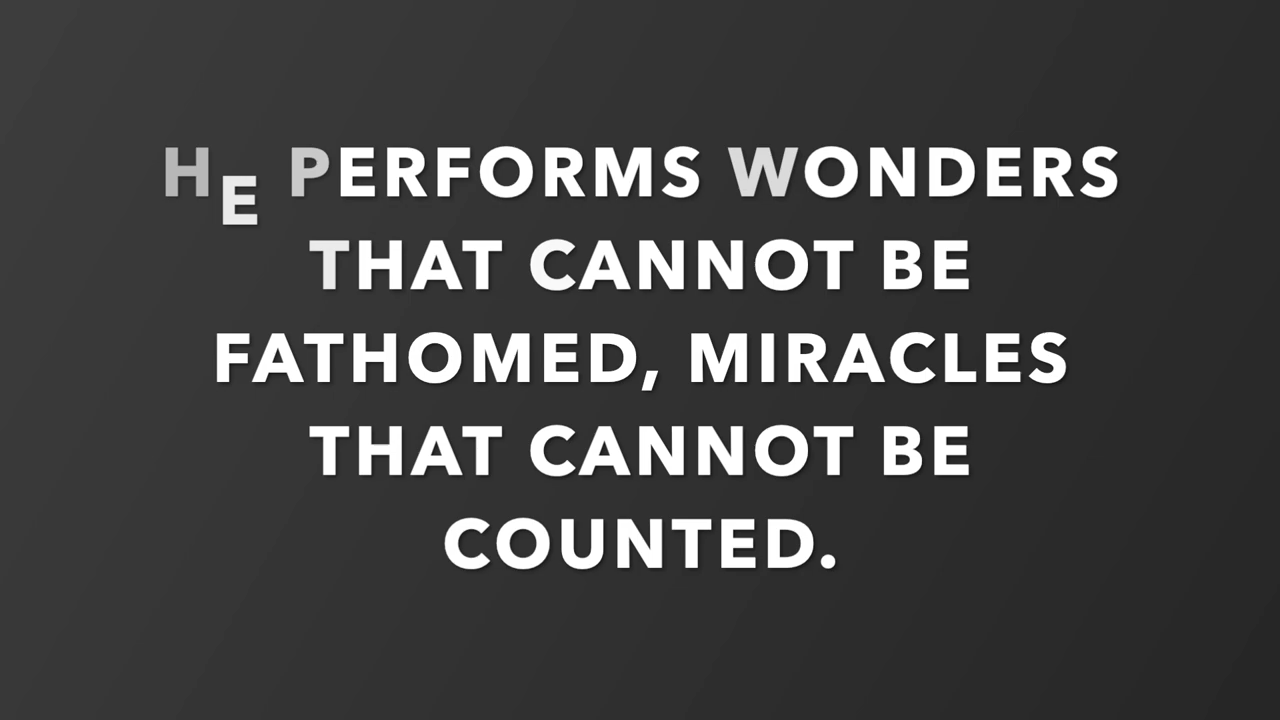 HE PERFORMS WONDERS
THAT CANNOT BE
FATHOMED, MIRACLES
THAT CANNOT BE
COUNTED.